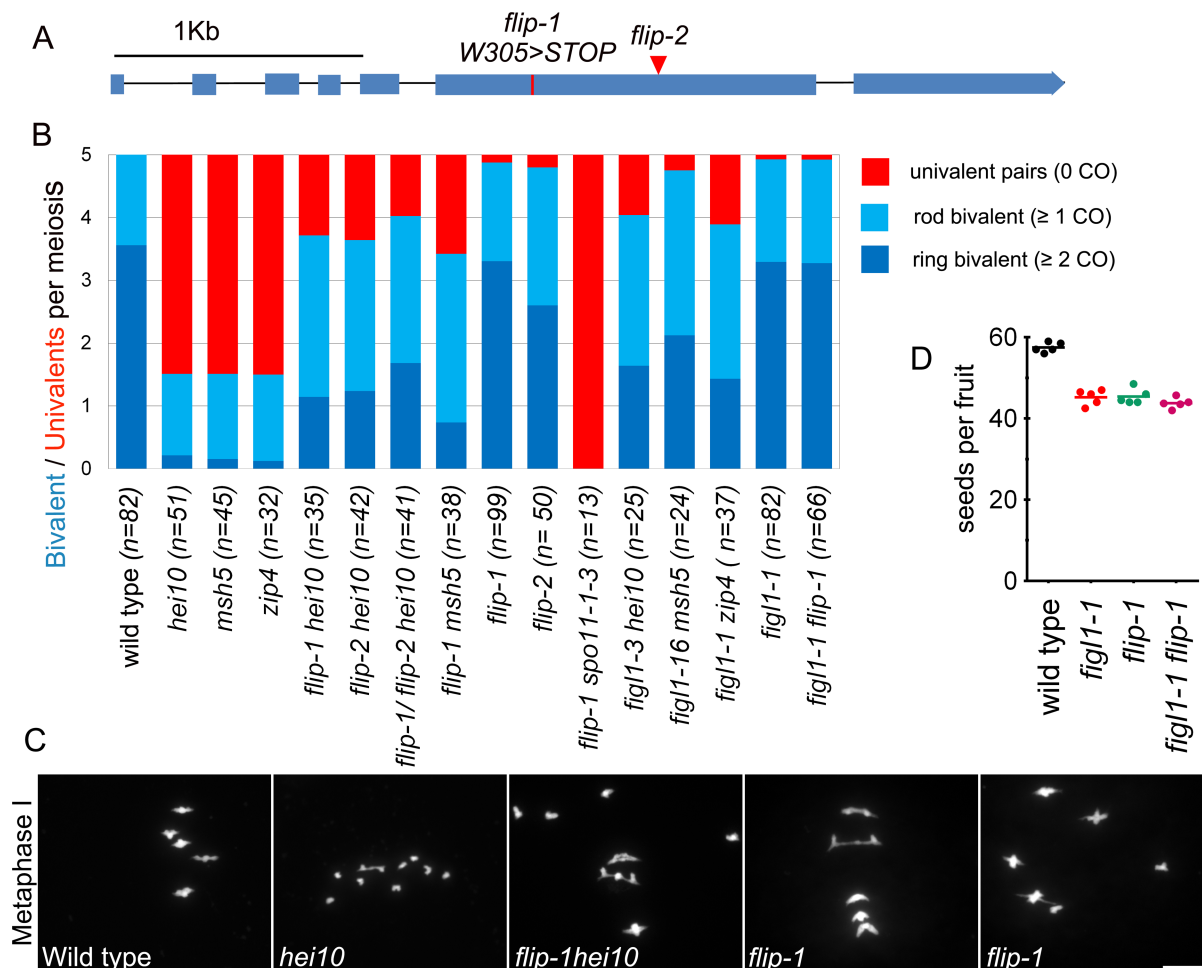 A
1Kb
flip-1
W305>STOP
flip-2
B
Bivalent / Univalents per meiosis
5
4
3
2
1
0
univalent pairs (0 CO)
rod bivalent (≥ 1 CO)
ring bivalent (≥ 2 CO)
wild type (n=82)
hei10 (n=51)
msh5 (n=45)
zip4 (n=32)
flip-1 hei10 (n=35)
flip-2 hei10 (n=42)
flip-1/ flip-2 hei10 (n=41)
flip-1 msh5 (n=38)
flip-1 (n=99)
flip-2 (n= 50)
flip-1 spo11-1-3 (n=13)
figl1-3 hei10 (n=25)
figl1-16 msh5 (n=24)
figl1-1 zip4 ( n=37)
figl1-1 (n=82)
figl1-1 flip-1 (n=66)
D
seeds per fruit
60
40
20
0
wild type
figl1-1
flip-1
figl1-1 flip-1
C
Metaphase I
Wild type
hei10
flip-1hei10
flip-1
flip-1